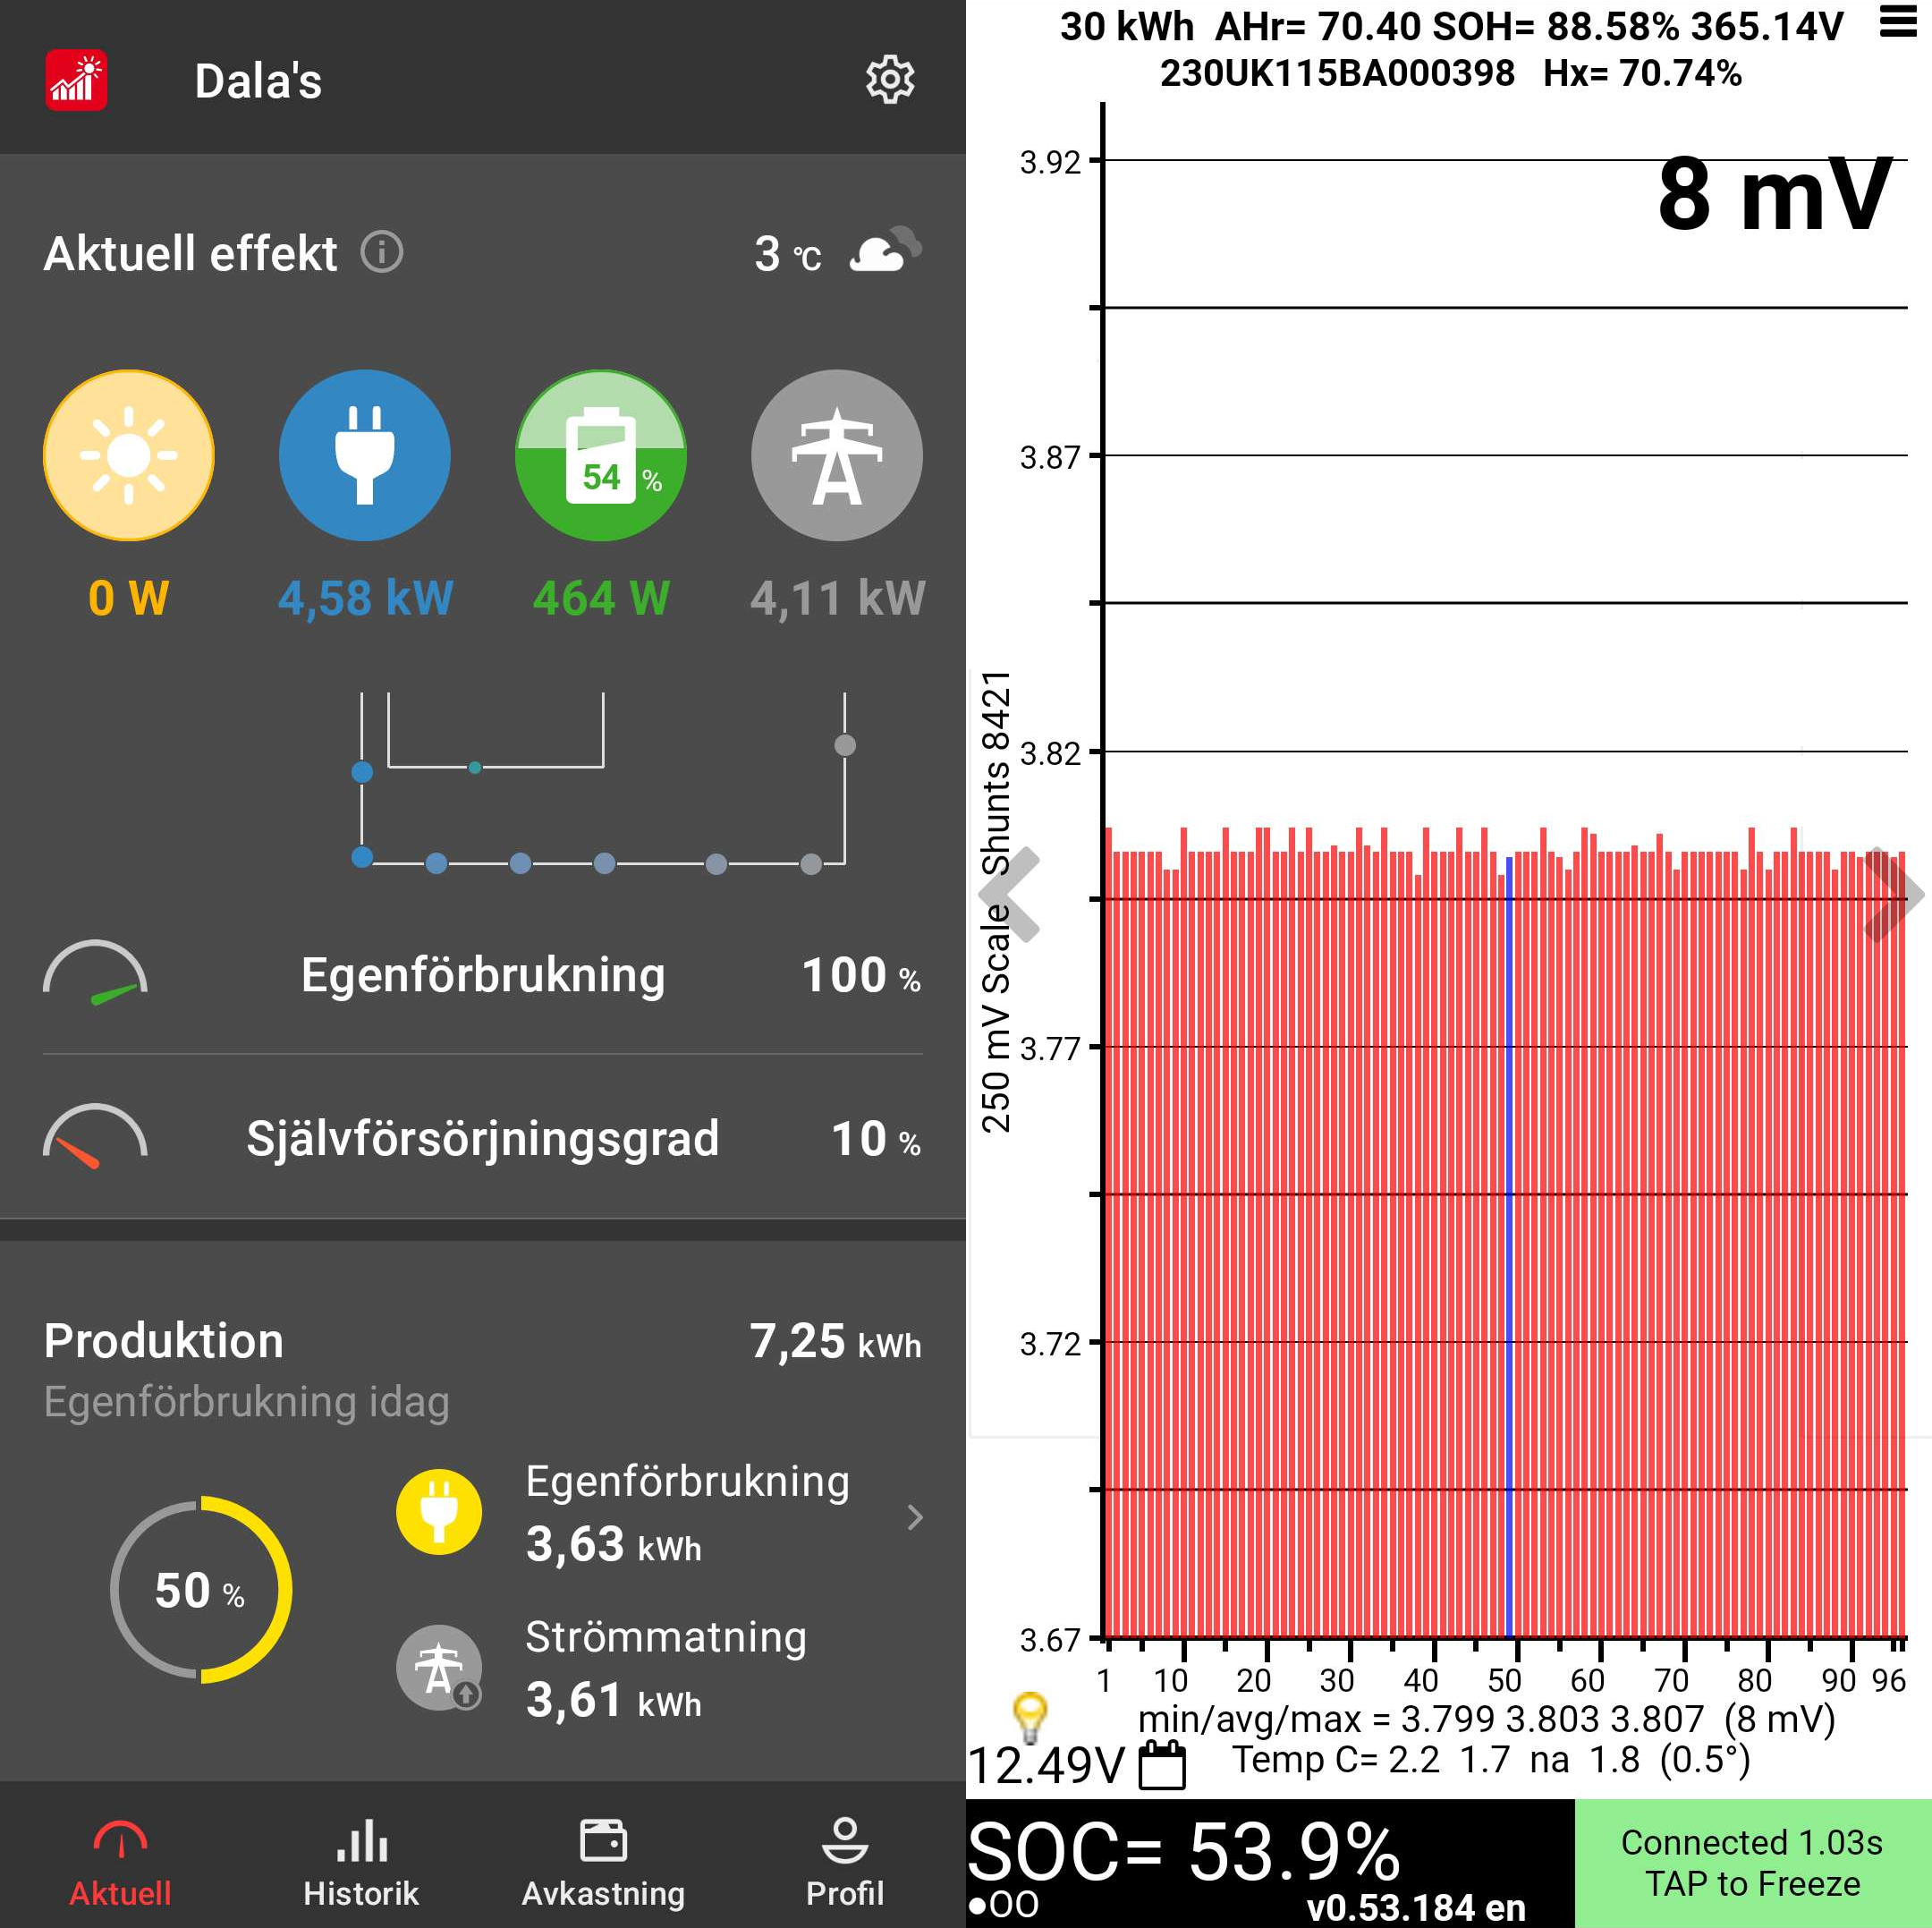 Dala's
Aktuell effekt
3 °C
54 %
0 W
4,58 kW
464 W
4,11 kW
Egenförbrukning
100 %
Självförsörjningsgrad
10 %
Produktion
7,25 kWh
Egenförbrukning idag
50 %
Egenförbrukning
3,63 kWh
Strömmatning
3,61 kWh
Aktuell
Historik
Avkastning
Profil
30 kWh AHr= 70.40 SOH= 88.58% 365.14V
230UK115BA000398 Hx= 70.74%
8 mV
250 mV Scale Shunts 8421
3.92
3.87
3.82
3.77
3.72
3.67
1 10 20 30 40 50 60 70 80 90 96
min/avg/max = 3.799 3.803 3.807 (8 mV)
12.49V
Temp C= 2.2 1.7 na 1.8 (0.5°)
SOC= 53.9%
●OO
v0.53.184 en
Connected 1.03s
TAP to Freeze